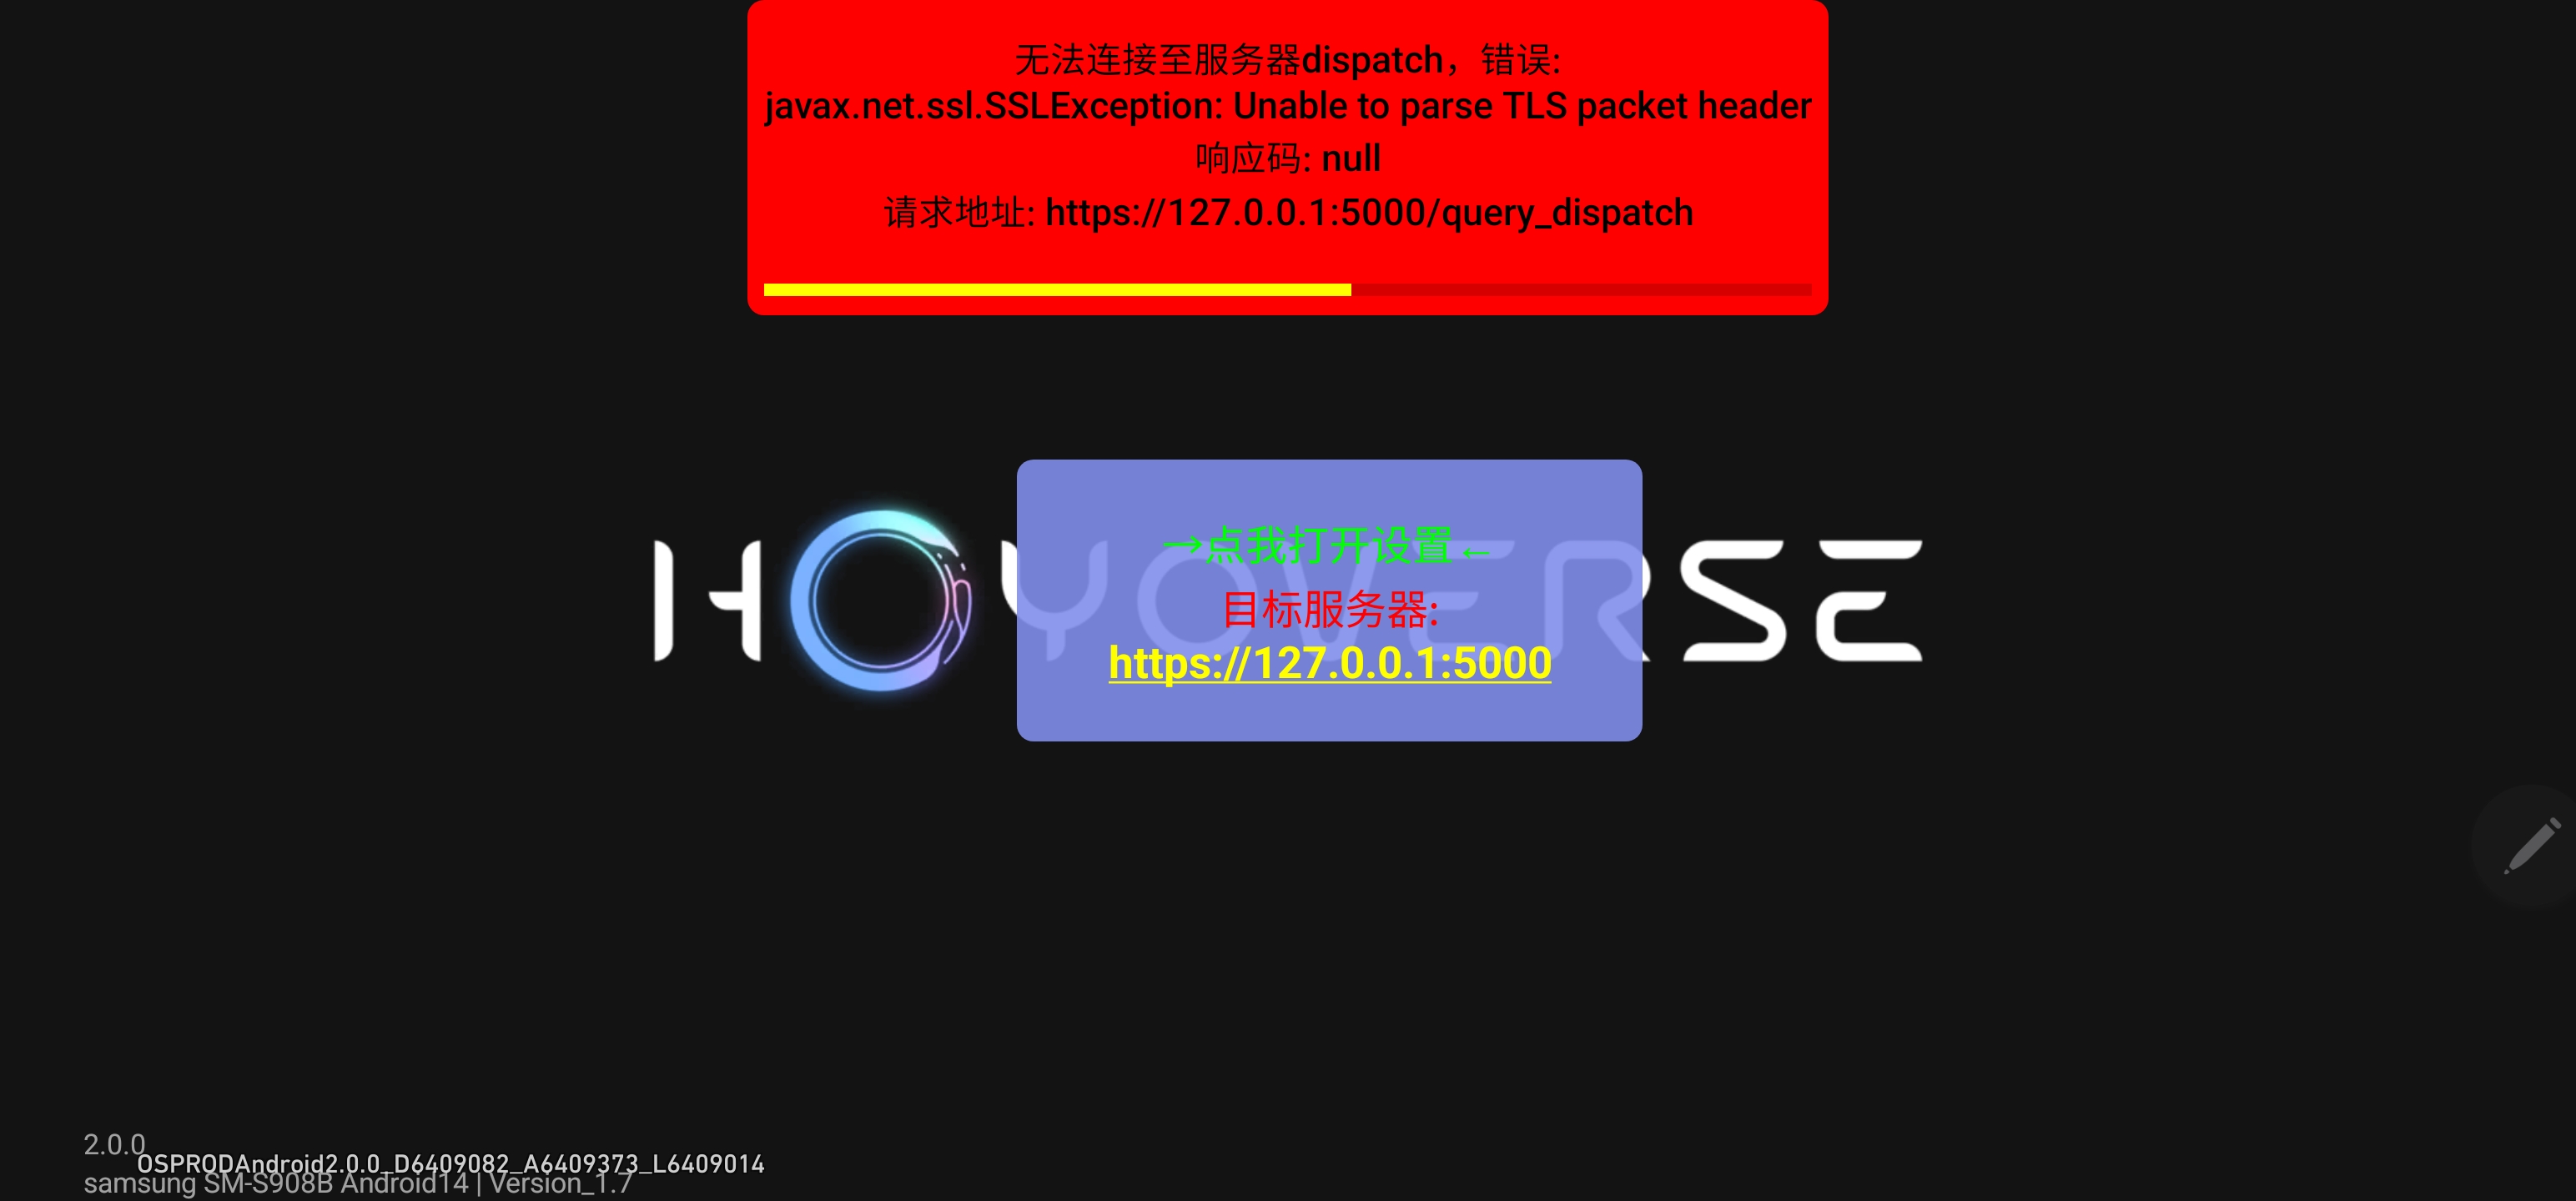 无法连接至服务器dispatch，错误:
javax.net.ssl.SSLException: Unable to parse TLS packet header
响应码: null
请求地址: https://127.0.0.1:5000/query_dispatch
HOYOVERSE
→点我打开设置←
目标服务器:
https://127.0.0.1:5000
2.0.0
OSPRODAndroid2.0.0_D6409082_A6409373_L6409014
samsung SM-S908B Android14 | Version_1.7